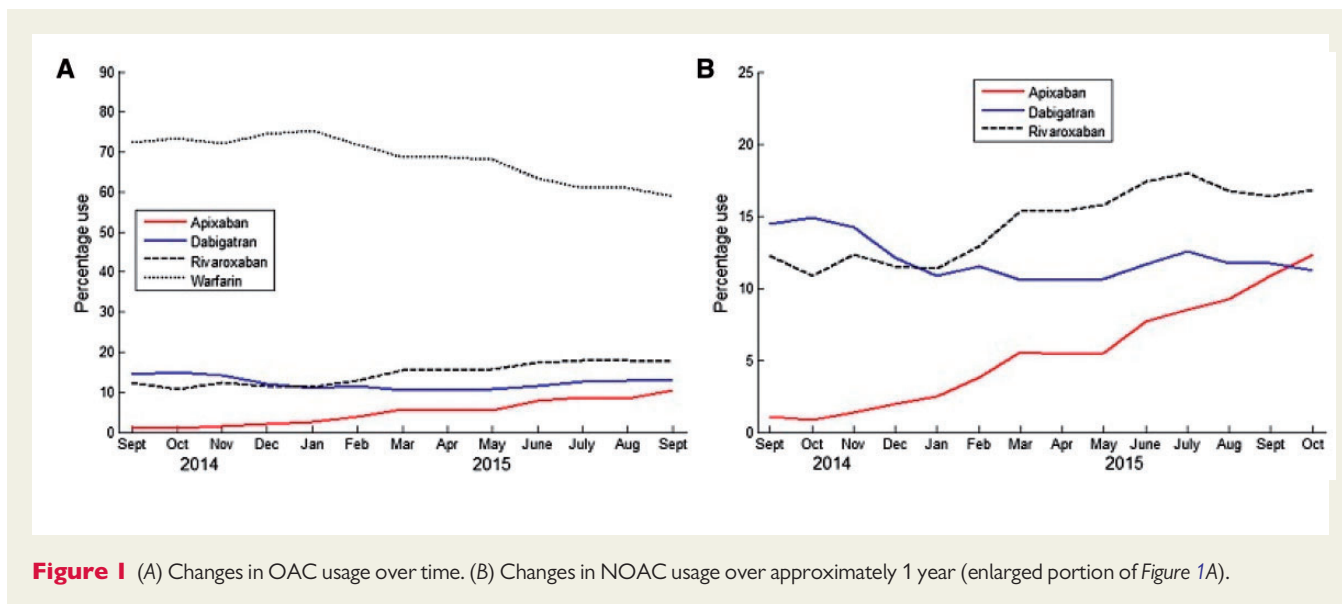 A
90
80
70
60
50
40
30
20
10
0
Percentage use
Apixaban
Dabigatran
Rivaroxaban
Warfarin
Sept Oct Nov Dec Jan Feb Mar Apr May June July Aug Sept
2014 2015
B
25
20
15
10
5
0
Percentage use
Apixaban
Dabigatran
Rivaroxaban
Sept Oct Nov Dec Jan Feb Mar Apr May June July Aug Sept Oct
2014 2015
Figure 1 (A) Changes in OAC usage over time. (B) Changes in NOAC usage over approximately 1 year (enlarged portion of Figure 1A).